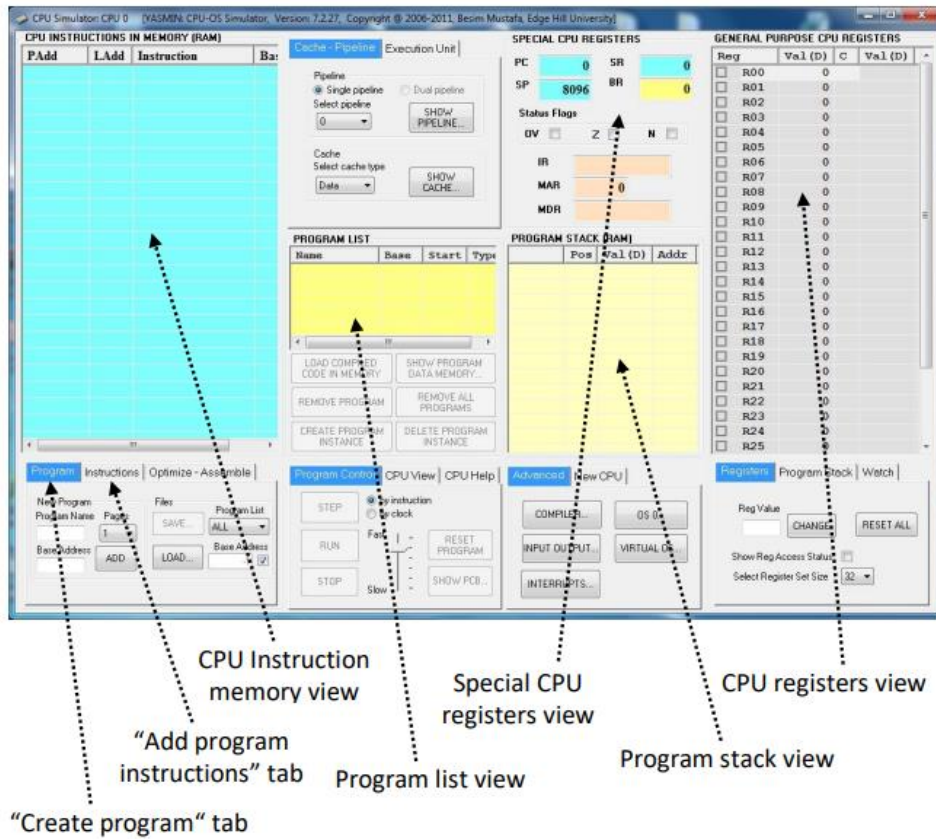 CPU Simulator: CPU 0 [YASMIN: CPU-OS Simulator, Version: 7.2.27, Copyright @ 2006-2011, Besim Mustafa, Edge Hill University]
CPU INSTRUCTIONS IN MEMORY (RAM)
PAdd LAdd Instruction Bas
Cache - Pipeline Execution Unit
Pipeline
Single pipeline Dual pipeline
Select pipeline
0
SHOW
PIPELINE...
Cache
Select cache type
Data
SHOW
CACHE...
SPECIAL CPU REGISTERS
PC 0 SR 0
SP 8096 BR 0
Status Flags
OV Z N
IR
MAR 0
MDR
GENERAL PURPOSE CPU REGISTERS
Reg Val (D) C Val (D)
R00 0
R01 0
R02 0
R03 0
R04 0
R05 0
R06 0
R07 0
R08 0
R09 0
R10 0
R11 0
R12 0
R13 0
R14 0
R15 0
R16 0
R17 0
R18 0
R19 0
R20 0
R21 0
R22 0
R23 0
R24 0
R25 0
PROGRAM LIST
Name Base Start Type
LOAD COMPILED
CODE IN MEMORY
SHOW PROGRAM
DATA MEMORY...
REMOVE PROGRAM
REMOVE ALL
PROGRAMS
CREATE PROGRAM
INSTANCE
DELETE PROGRAM
INSTANCE
PROGRAM STACK (RAM)
Pos Val (D) Addr
Program Instructions Optimize - Assemble
New Program
Program Name Pages
1
Base Address
ADD
Files
SAVE...
LOAD...
Program List
ALL
Base Address
Program Control CPU View CPU Help
STEP
by instruction
by clock
RUN
Fast
RESET
PROGRAM
STOP
Slow
SHOW PCB...
Advanced New CPU
COMPILER...
OS 0...
INPUT OUTPUT...
VIRTUAL OS...
INTERRUPTS...
Registers Program Stack Watch
Reg Value
CHANGE
RESET ALL
Show Reg Access Status
Select Register Set Size 32
CPU Instruction
memory view
Special CPU
registers view
CPU registers view
"Add program
instructions" tab
Program list view
Program stack view
"Create program" tab